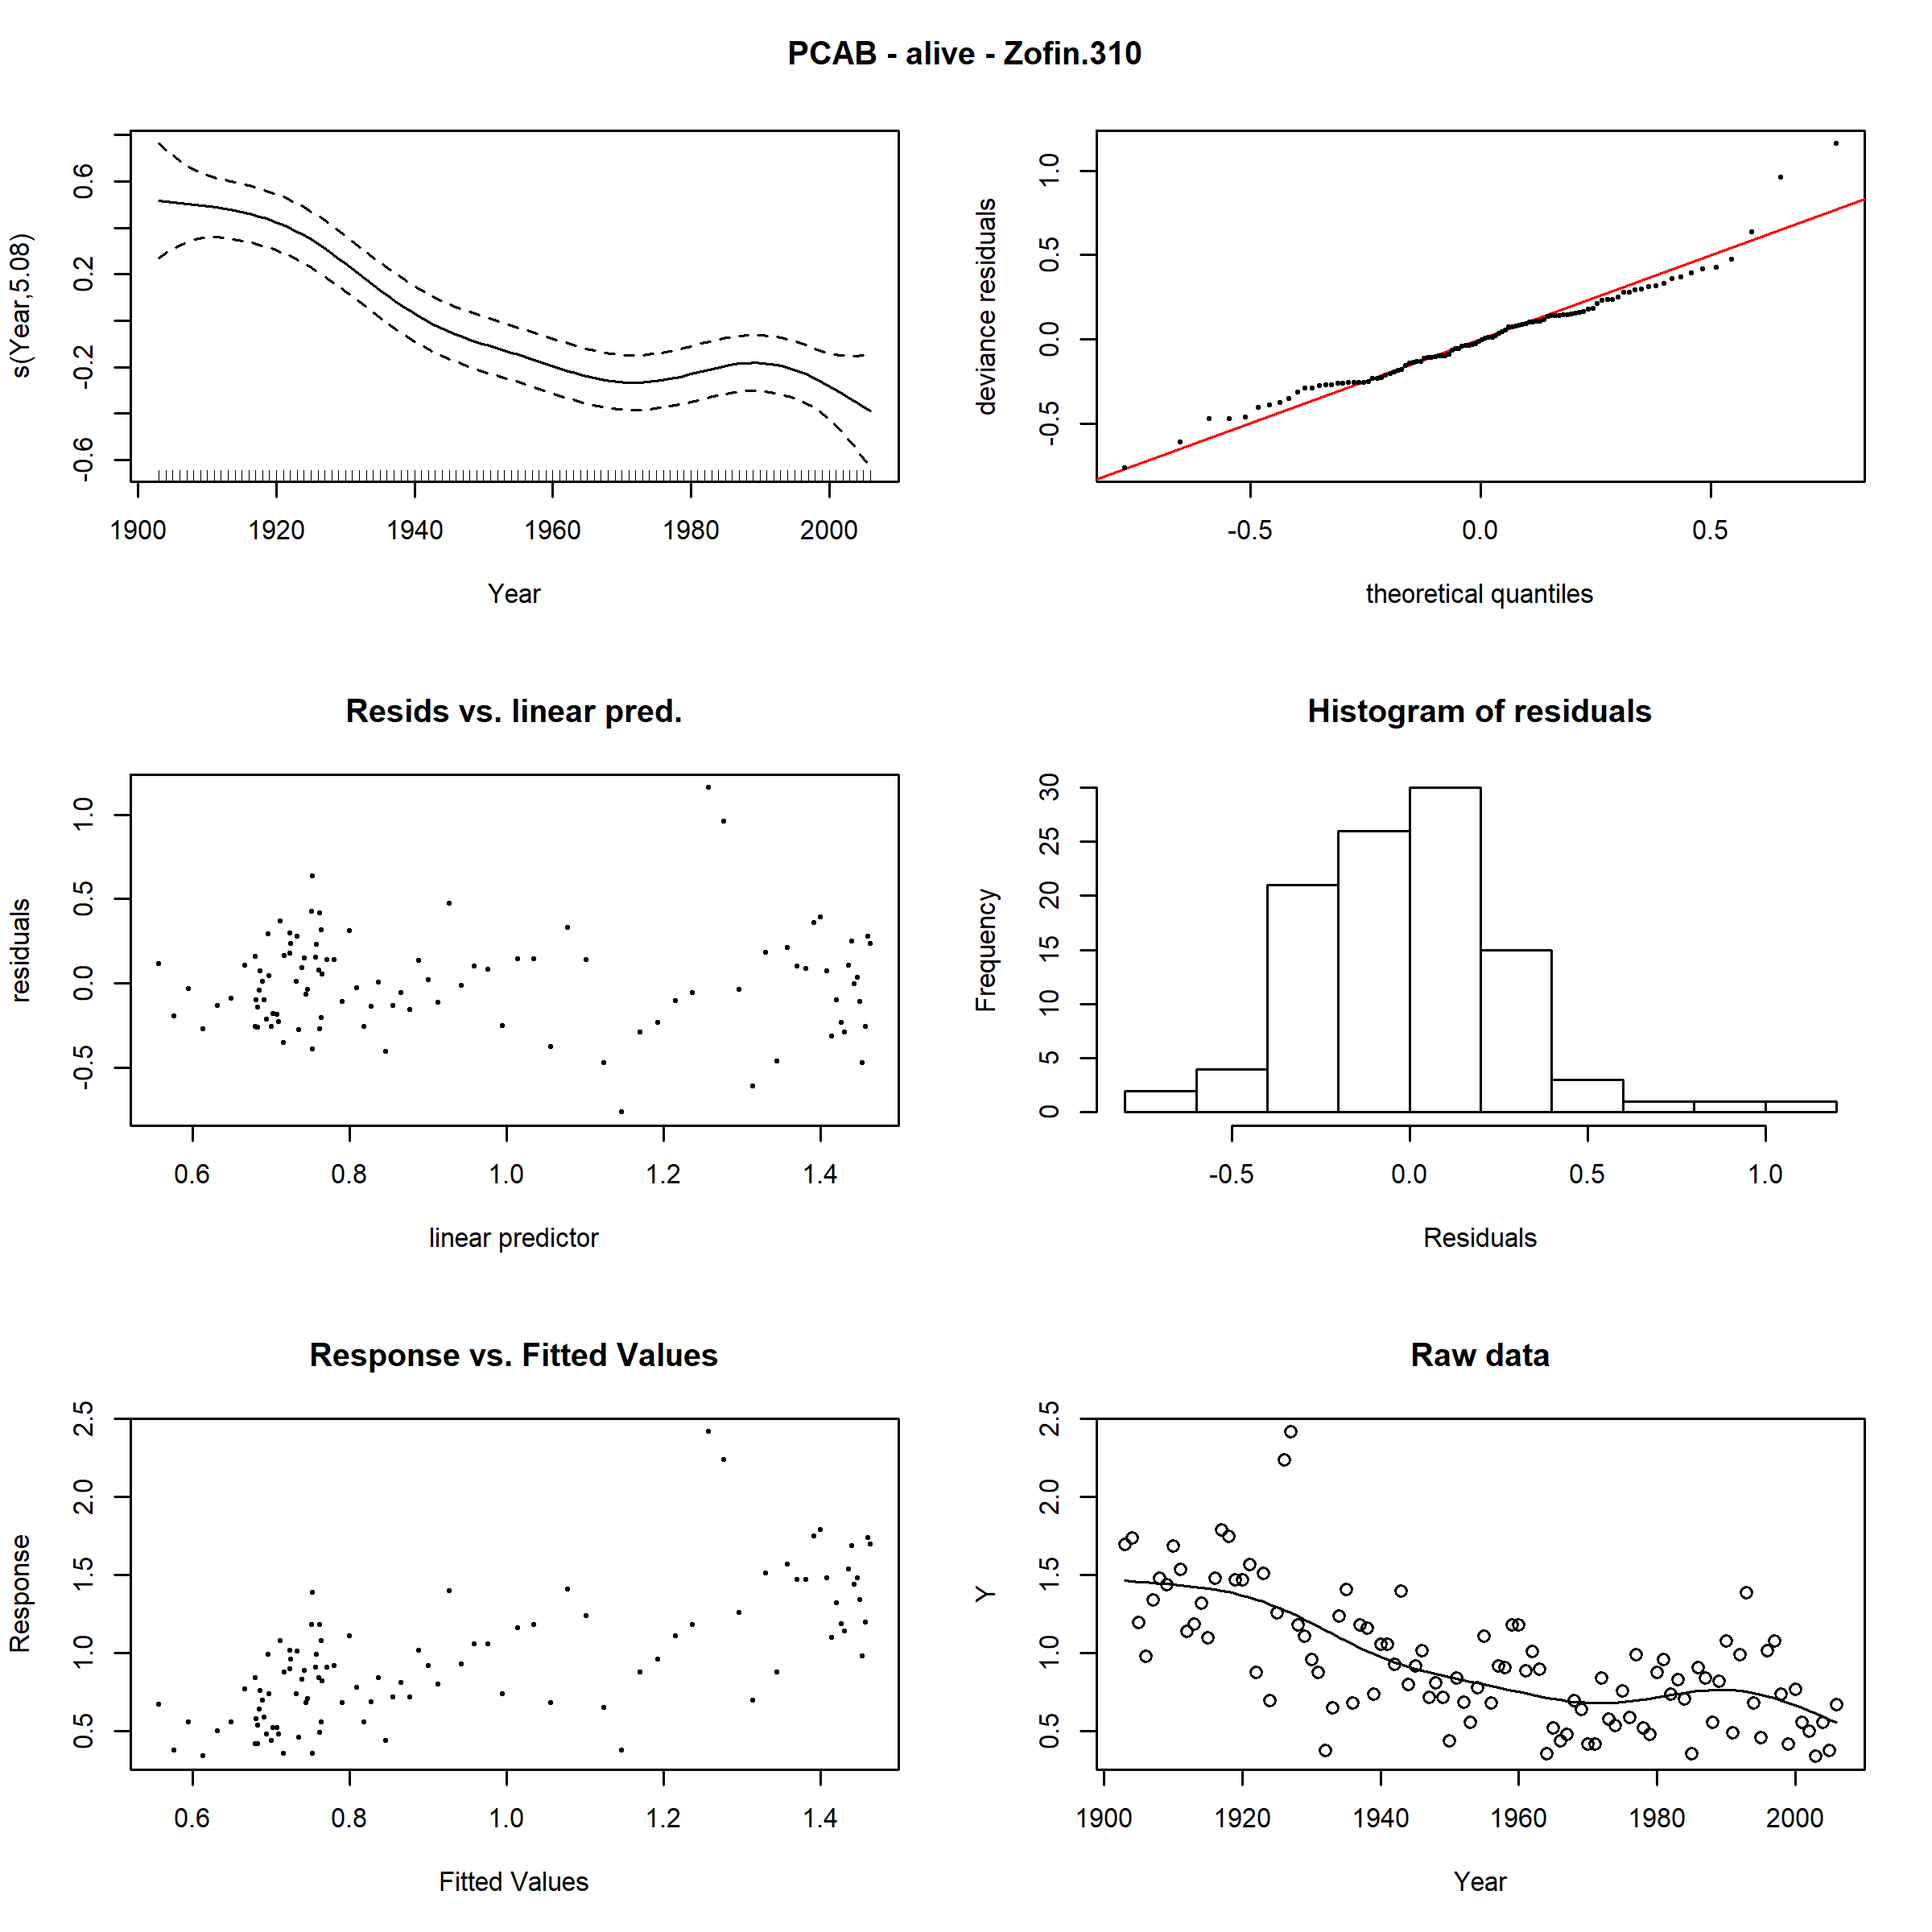 PCAB - alive - Zofin.310
s(Year,5.08)
-0.6 -0.2 0.2 0.6
1900 1920 1940 1960 1980 2000
Year
deviance residuals
-0.5 0.0 0.5 1.0
-0.5 0.0 0.5
theoretical quantiles
Resids vs. linear pred.
residuals
-0.5 0.0 0.5 1.0
0.6 0.8 1.0 1.2 1.4
linear predictor
Histogram of residuals
Frequency
0 5 10 15 20 25 30
-0.5 0.0 0.5 1.0
Residuals
Response vs. Fitted Values
Response
0.5 1.0 1.5 2.0 2.5
0.6 0.8 1.0 1.2 1.4
Fitted Values
Raw data
Y
0.5 1.0 1.5 2.0 2.5
1900 1920 1940 1960 1980 2000
Year